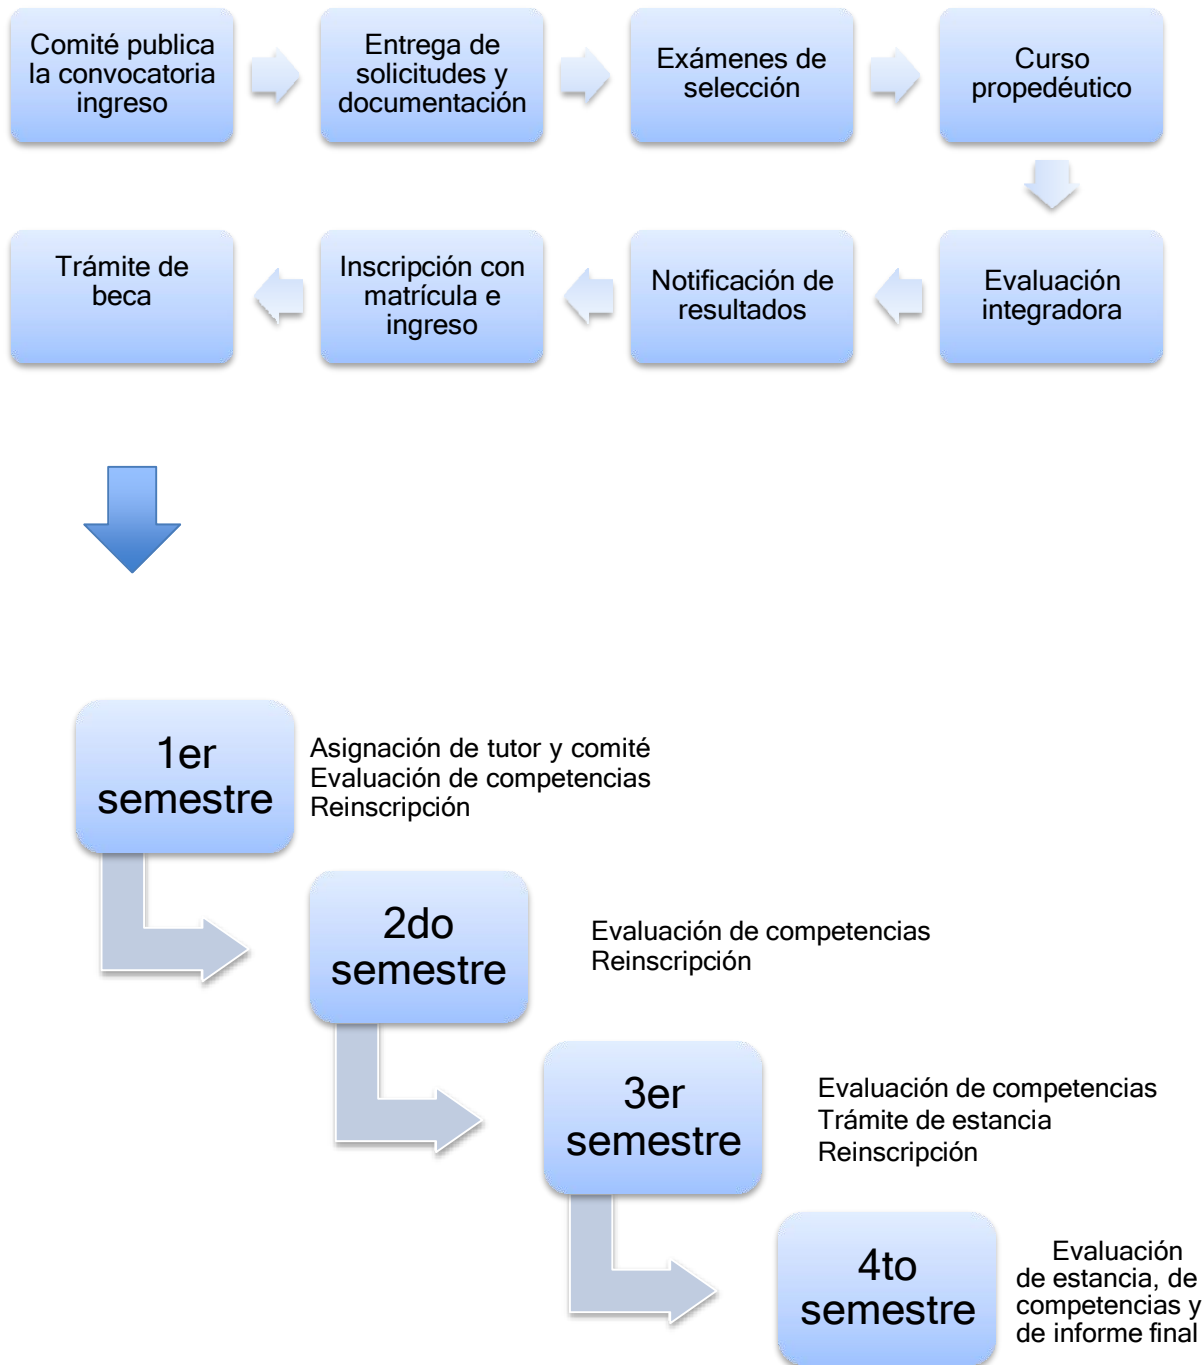 Comité publica
la convocatoria
ingreso
Entrega de
solicitudes y
documentación
Exámenes de
selección
Curso
propedéutico
Trámite de
beca
Inscripción con
matrícula e
ingreso
Notificación de
resultados
Evaluación
integradora
1er
semestre
Asignación de tutor y comité
Evaluación de competencias
Reinscripción
2do
semestre
Evaluación de competencias
Reinscripción
3er
semestre
Evaluación de competencias
Trámite de estancia
Reinscripción
4to
semestre
Evaluación
de estancia, de
competencias y
de informe final